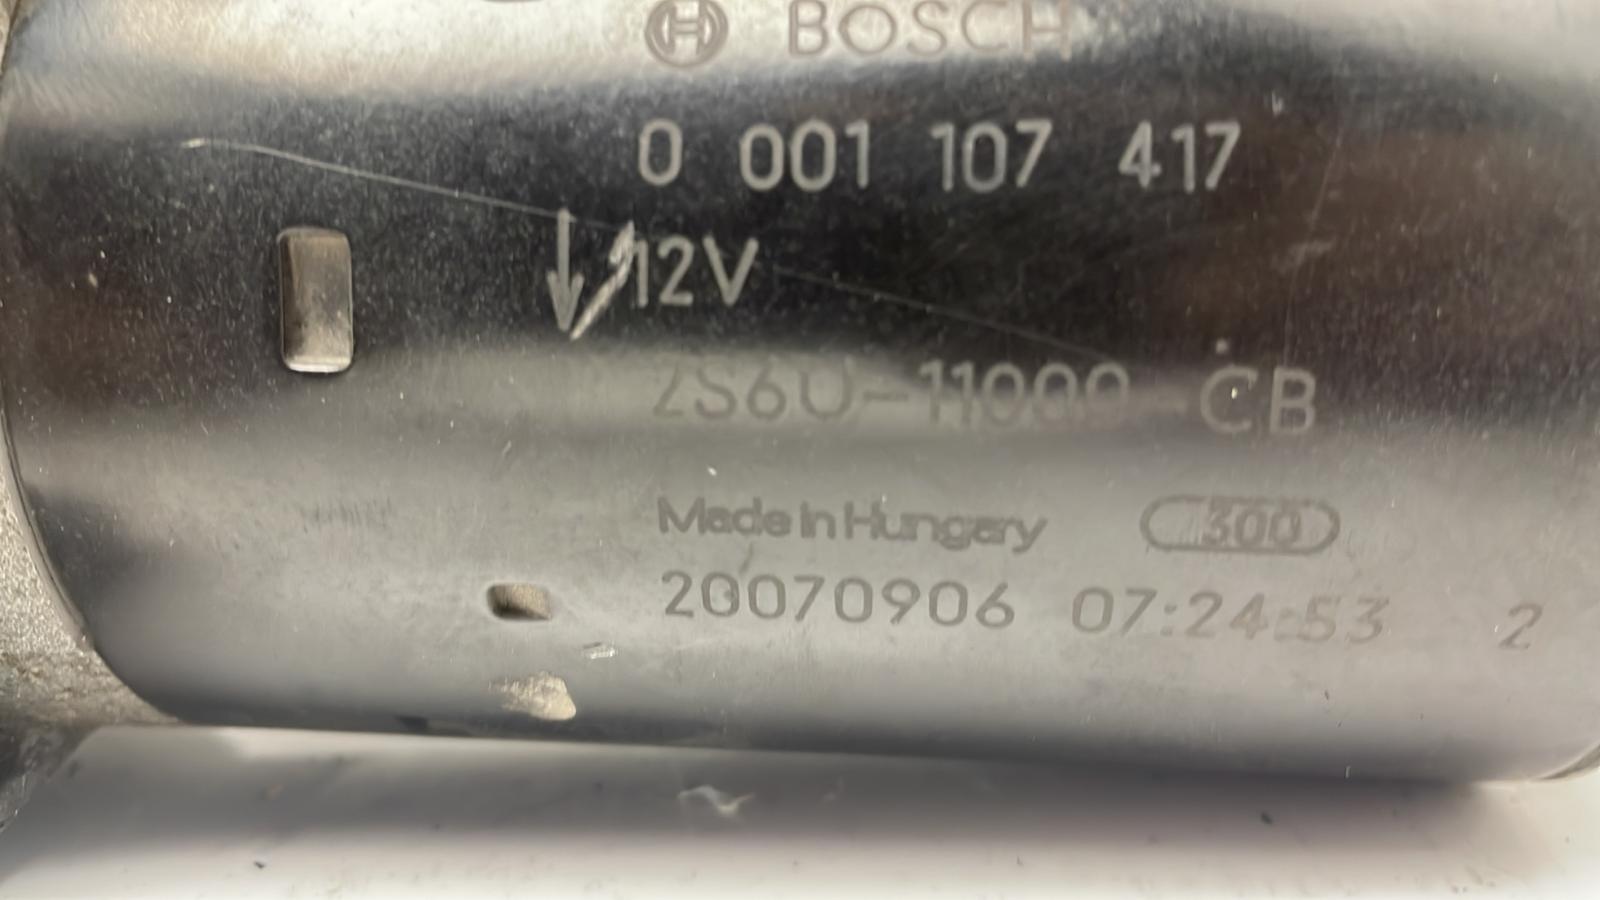 BOSCH
0 001 107 417
12V
2S6U-11000-CB
Made in Hungary 300
20070906 07:24:53 2